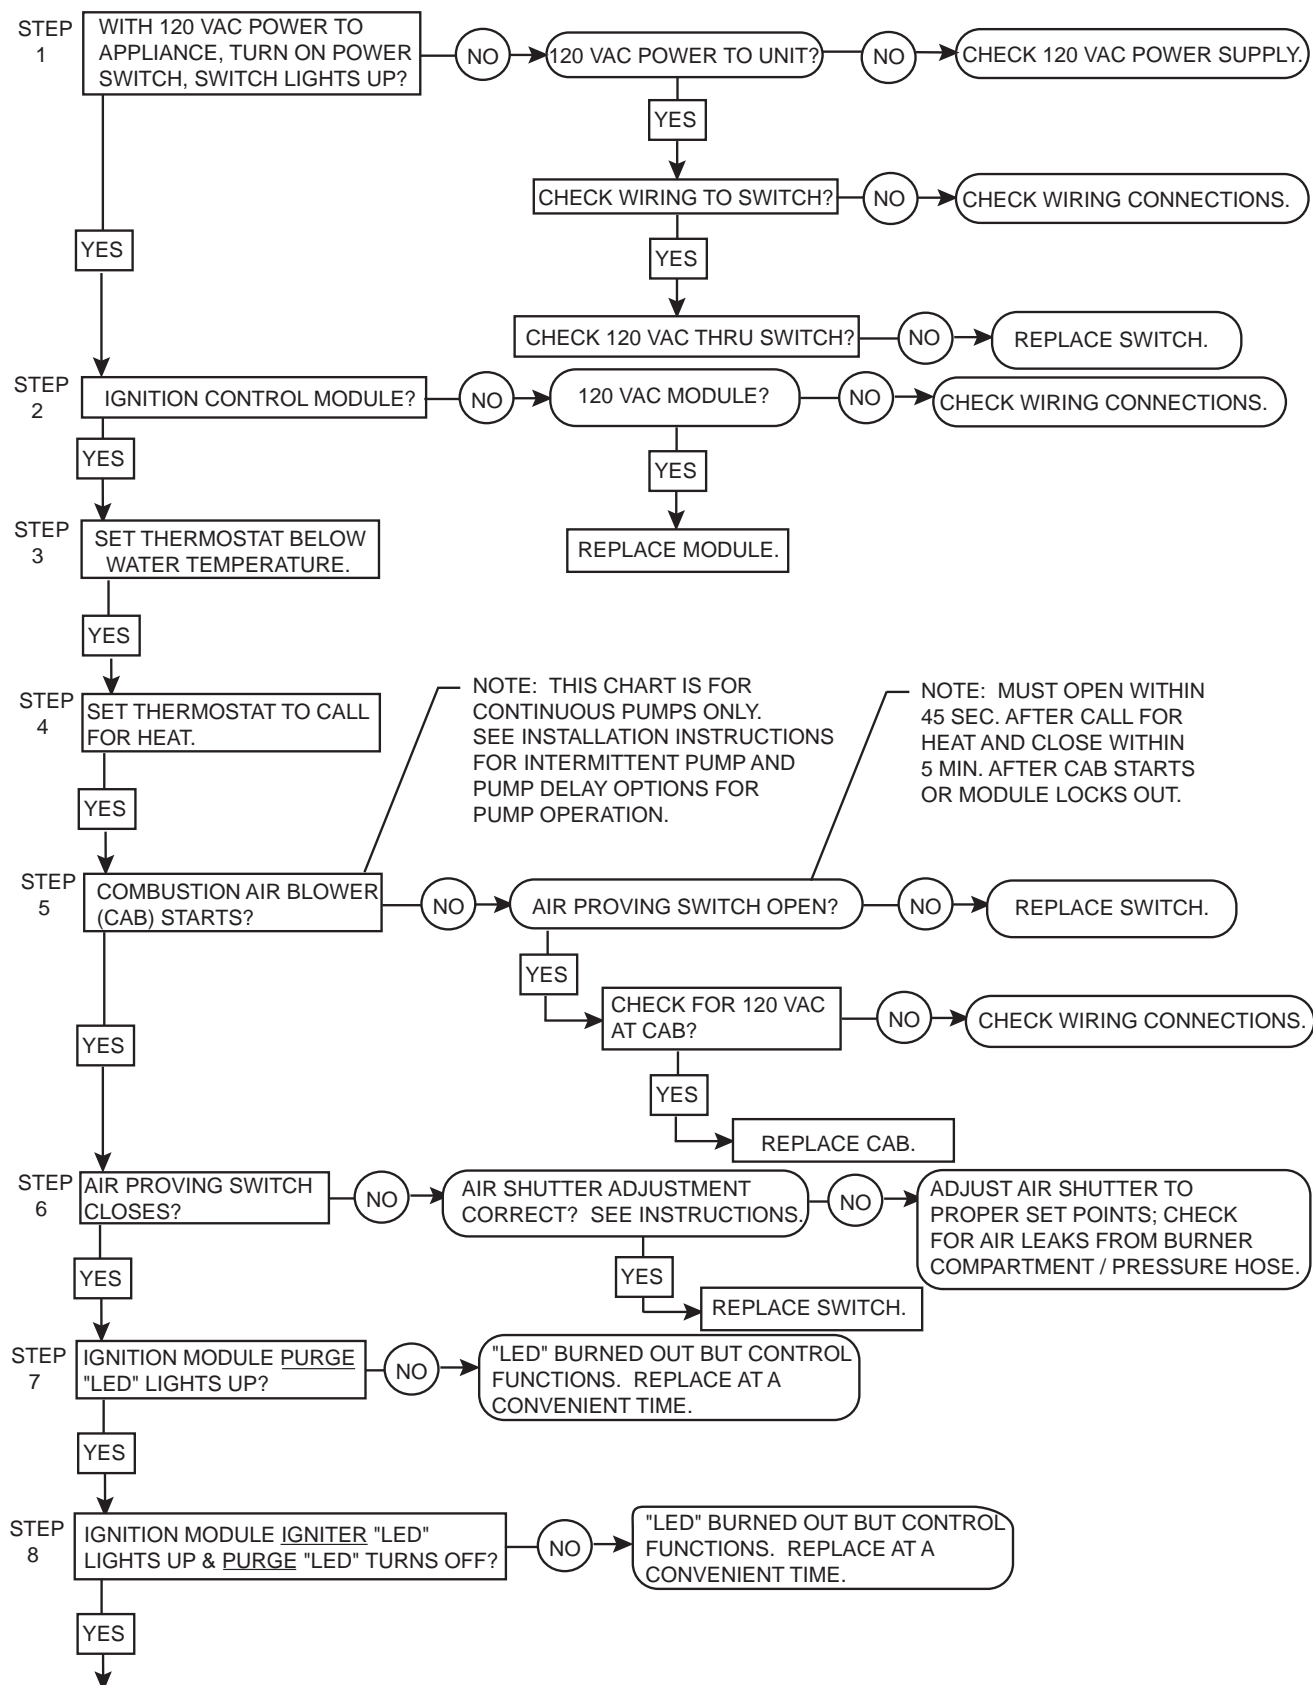 STEP
1
WITH 120 VAC POWER TO
APPLIANCE, TURN ON POWER
SWITCH, SWITCH LIGHTS UP?
NO
120 VAC POWER TO UNIT?
NO
CHECK 120 VAC POWER SUPPLY.
YES
CHECK WIRING TO SWITCH?
NO
CHECK WIRING CONNECTIONS.
YES
YES
CHECK 120 VAC THRU SWITCH?
NO
REPLACE SWITCH.
STEP
2
IGNITION CONTROL MODULE?
NO
120 VAC MODULE?
NO
CHECK WIRING CONNECTIONS.
YES
YES
STEP
3
SET THERMOSTAT BELOW
WATER TEMPERATURE.
REPLACE MODULE.
YES
STEP
4
SET THERMOSTAT TO CALL
FOR HEAT.
NOTE: THIS CHART IS FOR
CONTINUOUS PUMPS ONLY.
SEE INSTALLATION INSTRUCTIONS
FOR INTERMITTENT PUMP AND
PUMP DELAY OPTIONS FOR
PUMP OPERATION.
NOTE: MUST OPEN WITHIN
45 SEC. AFTER CALL FOR
HEAT AND CLOSE WITHIN
5 MIN. AFTER CAB STARTS
OR MODULE LOCKS OUT.
YES
STEP
5
COMBUSTION AIR BLOWER
(CAB) STARTS?
NO
AIR PROVING SWITCH OPEN?
NO
REPLACE SWITCH.
YES
CHECK FOR 120 VAC
AT CAB?
NO
CHECK WIRING CONNECTIONS.
YES
YES
REPLACE CAB.
STEP
6
AIR PROVING SWITCH
CLOSES?
NO
AIR SHUTTER ADJUSTMENT
CORRECT? SEE INSTRUCTIONS.
NO
ADJUST AIR SHUTTER TO
PROPER SET POINTS; CHECK
FOR AIR LEAKS FROM BURNER
COMPARTMENT / PRESSURE HOSE.
YES
YES
REPLACE SWITCH.
STEP
7
IGNITION MODULE PURGE
"LED" LIGHTS UP?
NO
"LED" BURNED OUT BUT CONTROL
FUNCTIONS. REPLACE AT A
CONVENIENT TIME.
YES
STEP
8
IGNITION MODULE IGNITER "LED"
LIGHTS UP & PURGE "LED" TURNS OFF?
NO
"LED" BURNED OUT BUT CONTROL
FUNCTIONS. REPLACE AT A
CONVENIENT TIME.
YES